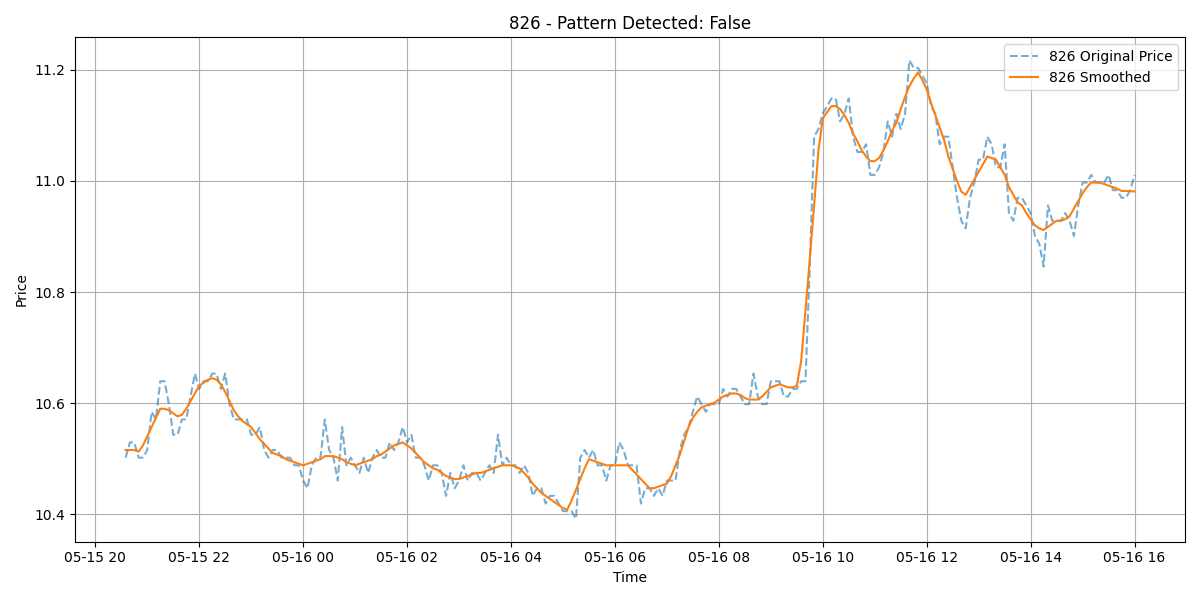 826 - Pattern Detected: False
826 Original Price
826 Smoothed
Price
11.2
11.0
10.8
10.6
10.4
05-15 20 05-15 22 05-16 00 05-16 02 05-16 04 05-16 06 05-16 08 05-16 10 05-16 12 05-16 14 05-16 16
Time